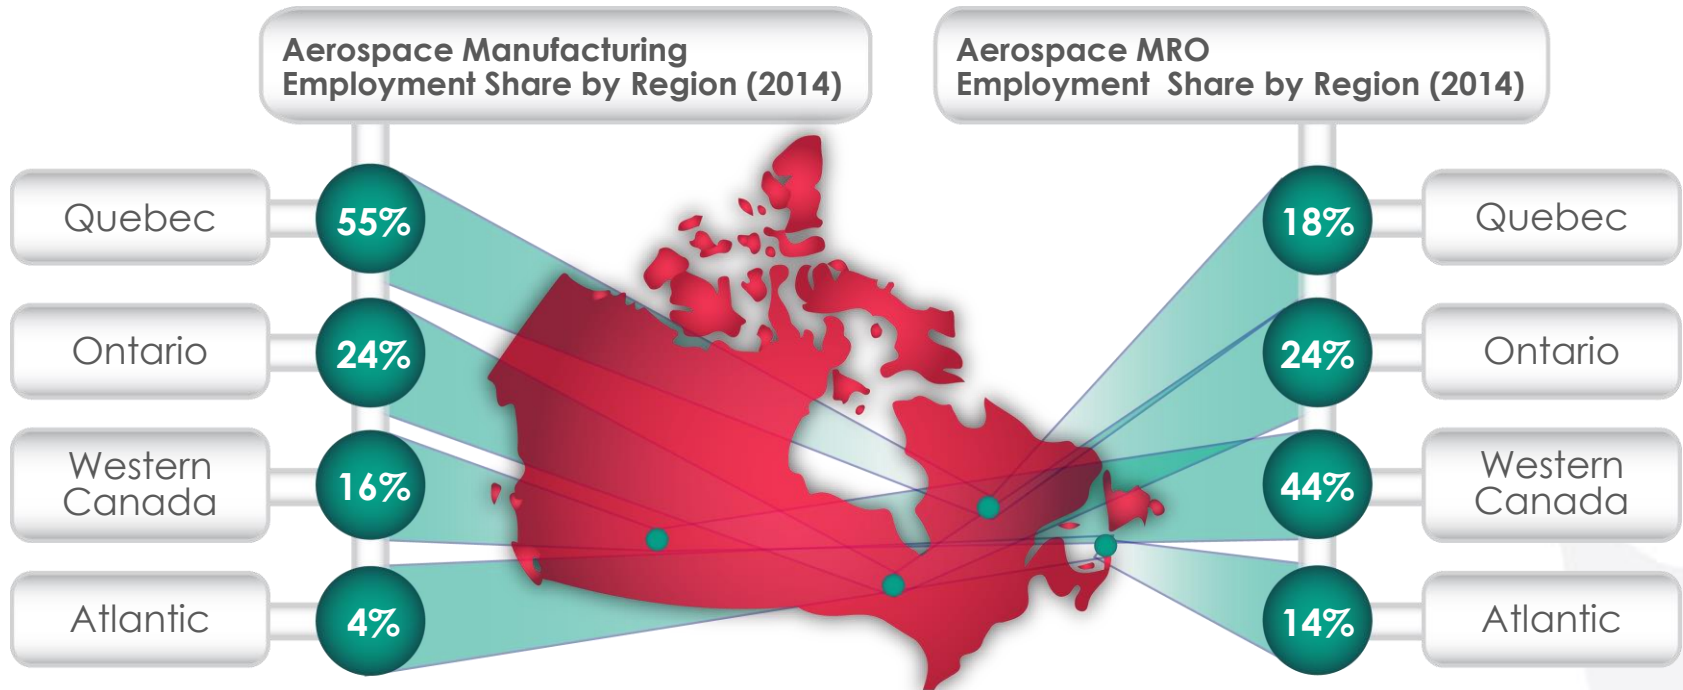 Aerospace Manufacturing
Employment Share by Region (2014)
Quebec
55%
Ontario
24%
Western
Canada
16%
Atlantic
4%
Aerospace MRO
Employment Share by Region (2014)
18%
Quebec
24%
Ontario
44%
Western
Canada
14%
Atlantic